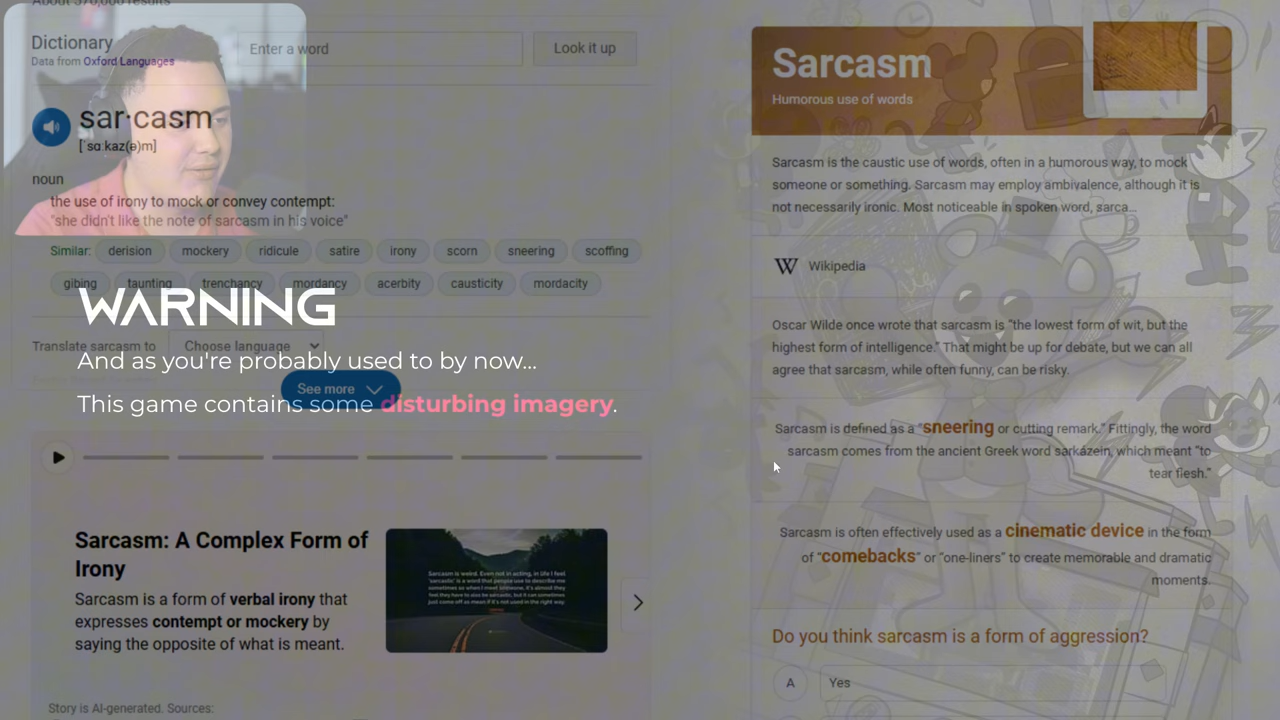 About 370,000 results
Dictionary
Data from Oxford Languages
Enter a word
Look it up
sar·casm
[ˈsɑːkaz(ə)m]
noun
the use of irony to mock or convey contempt:
"she didn't like the note of sarcasm in his voice"
Similar: derision mockery ridicule satire irony scorn sneering scoffing
gibing taunting trenchancy mordancy acerbity causticity mordacity
WARNING
Translate sarcasm to Choose language
And as you're probably used to by now...
See more
This game contains some disturbing imagery.
Sarcasm: A Complex Form of
Irony
Sarcasm is a form of verbal irony that
expresses contempt or mockery by
saying the opposite of what is meant.
Story is AI-generated. Sources:
Sarcasm
Humorous use of words
Sarcasm is the caustic use of words, often in a humorous way, to mock
someone or something. Sarcasm may employ ambivalence, although it is
not necessarily ironic. Most noticeable in spoken word, sarca...
W Wikipedia
Oscar Wilde once wrote that sarcasm is "the lowest form of wit, but the
highest form of intelligence." That might be up for debate, but we can all
agree that sarcasm, while often funny, can be risky.
Sarcasm is defined as a "sneering or cutting remark." Fittingly, the word
sarcasm comes from the ancient Greek word sarkázein, which meant "to
tear flesh."
Sarcasm is often effectively used as a cinematic device in the form
of "comebacks" or "one-liners" to create memorable and dramatic
moments.
Do you think sarcasm is a form of aggression?
A Yes